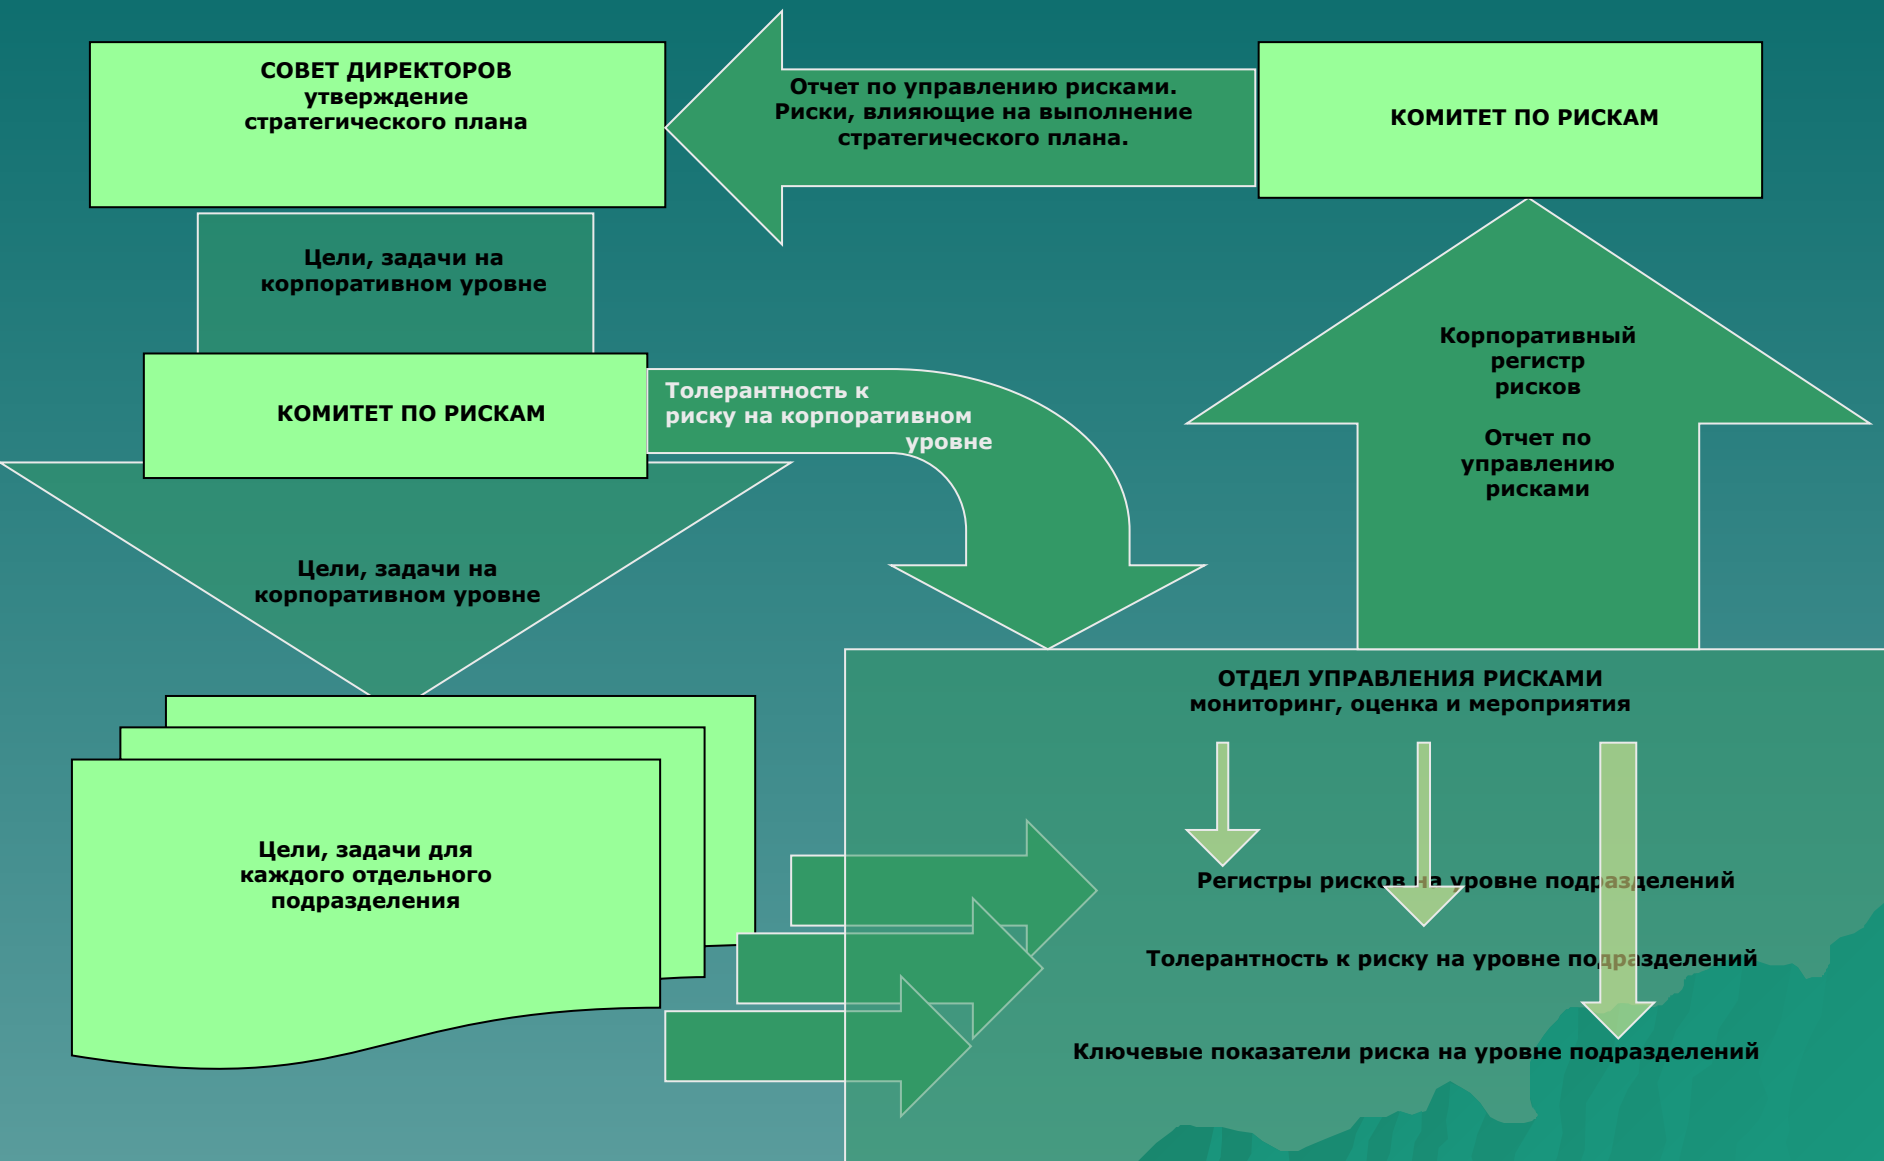 СОВЕТ ДИРЕКТОРОВ
утверждение
стратегического плана
Отчет по управлению рисками.
Риски, влияющие на выполнение
стратегического плана.
КОМИТЕТ ПО РИСКАМ
Цели, задачи на
корпоративном уровне
КОМИТЕТ ПО РИСКАМ
Толерантность к
риску на корпоративном
уровне
Корпоративный
регистр
рисков
Отчет по
управлению
рисками
Цели, задачи на
корпоративном уровне
ОТДЕЛ УПРАВЛЕНИЯ РИСКАМИ
мониторинг, оценка и мероприятия
Цели, задачи для
каждого отдельного
подразделения
Регистры рисков на уровне подразделений
Толерантность к риску на уровне подразделений
Ключевые показатели риска на уровне подразделений